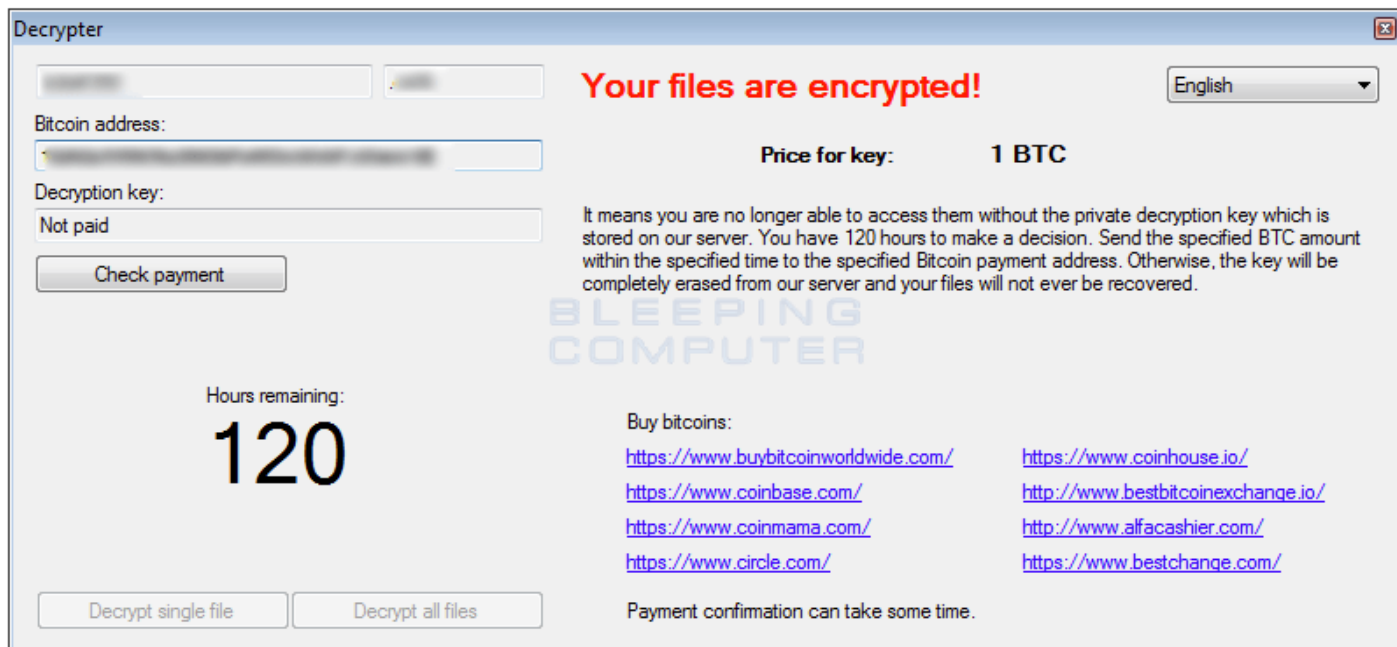 Decrypter
Your files are encrypted!
English
Bitcoin address:
Price for key: 1 BTC
Decryption key:
Not paid
Check payment
It means you are no longer able to access them without the private decryption key which is
stored on our server. You have 120 hours to make a decision. Send the specified BTC amount
within the specified time to the specified Bitcoin payment address. Otherwise, the key will be
completely erased from our server and your files will not ever be recovered.
BLEEPING
COMPUTER
Hours remaining:
120
Buy bitcoins:
https://www.buybitcoinworldwide.com/ https://www.coinhouse.io/
https://www.coinbase.com/ http://www.bestbitcoinexchange.io/
https://www.coinmama.com/ http://www.alfacashier.com/
https://www.circle.com/ https://www.bestchange.com/
Decrypt single file Decrypt all files
Payment confirmation can take some time.